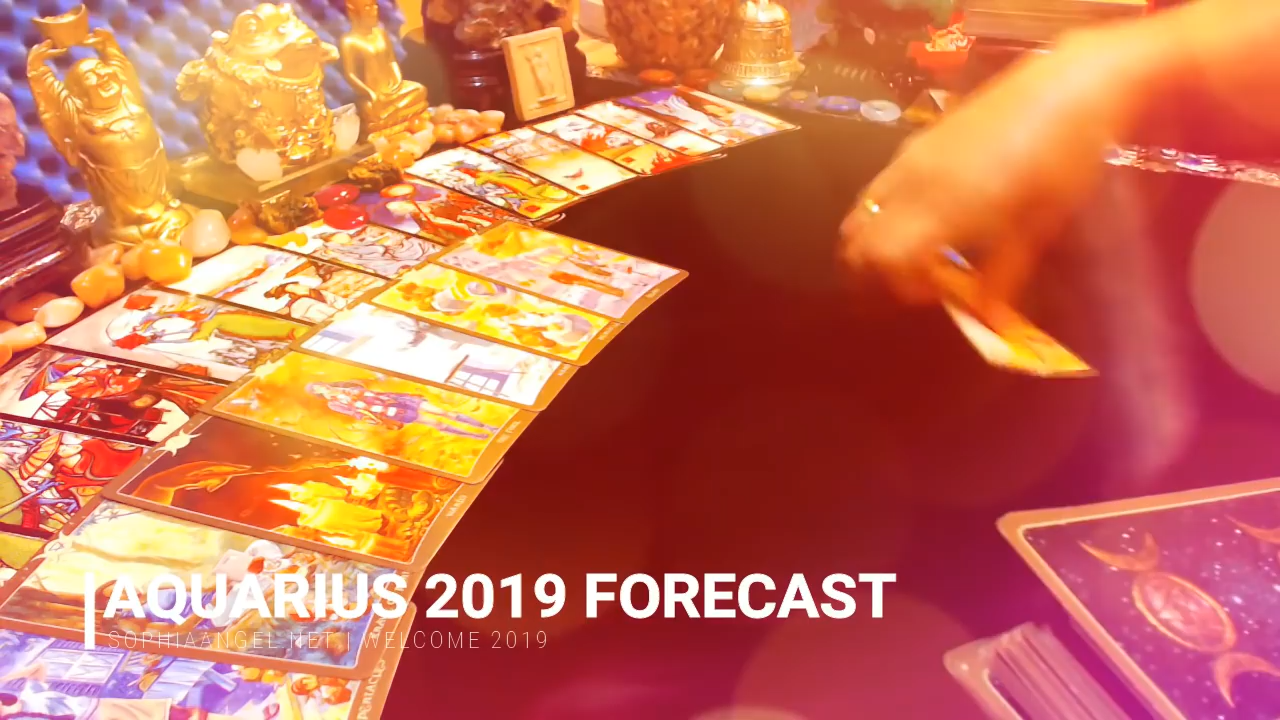 AQUARIUS 2019 FORECAST
SOPHIAANGEL.NET | WELCOME 2019